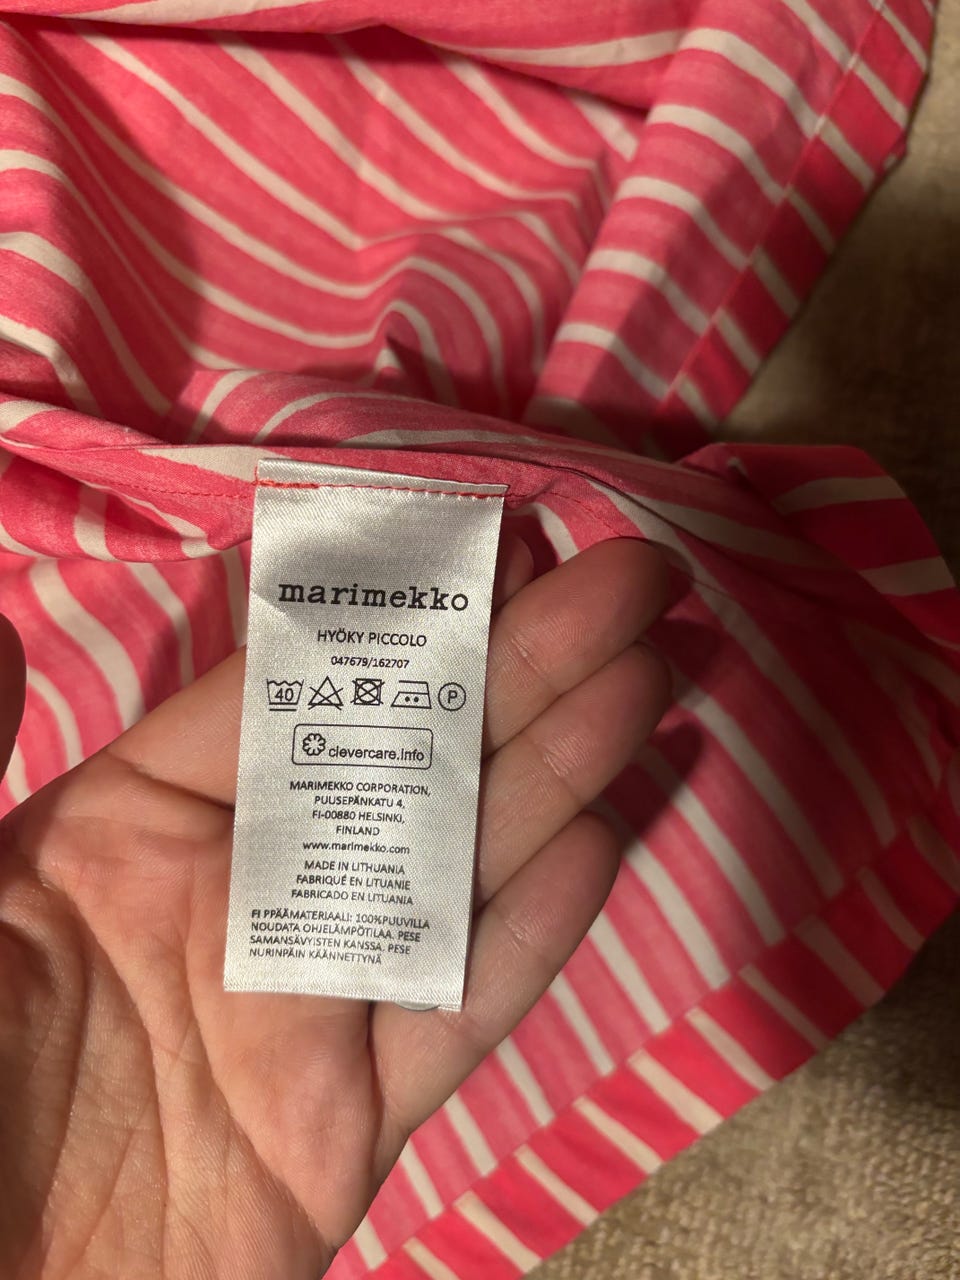 marimekko
HYÖKY PICCOLO
047679/162707
40 P
clevercare.info
MARIMEKKO CORPORATION,
PUUSEPÄNKATU 4,
FI-00880 HELSINKI,
FINLAND
www.marimekko.com
MADE IN LITHUANIA
FABRIQUÉ EN LITUANIE
FABRICADO EN LITUANIA
FI PPÄÄMATERIAALI: 100%PUUVILLA
NOUDATA OHJELÄMPÖTILAA. PESE
SAMANSÄVYISTEN KANSSA. PESE
NURINPÄIN KÄÄNNETTYNÄ